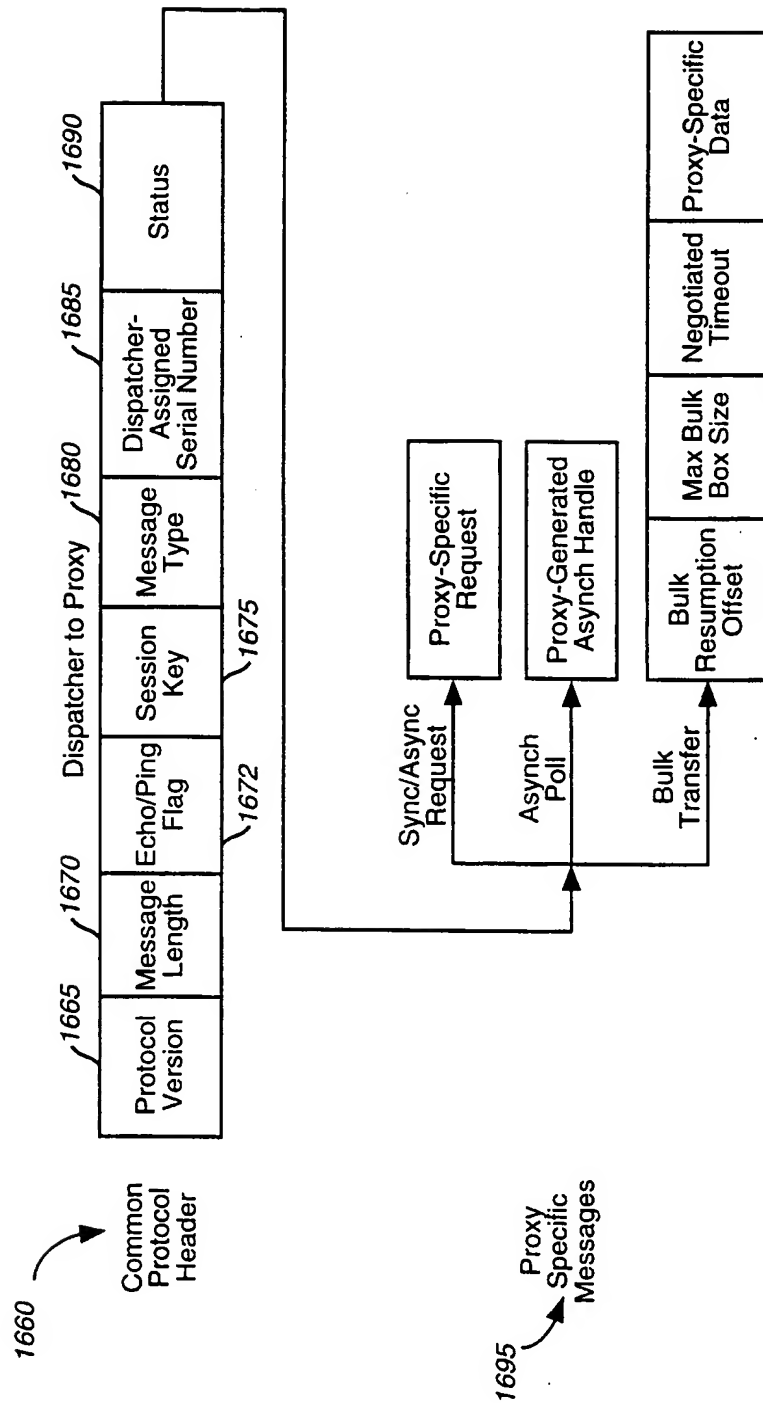 Dispatcher to Proxy
1660
Common
Protocol
Header
1665
1670
1672
1675
1680
1685
1690
Protocol
Version
Message
Length
Echo/Ping
Flag
Session
Key
Message
Type
Dispatcher-
Assigned
Serial Number
Status
1695
Proxy
Specific
Messages
Sync/Async
Request
Proxy-Specific
Request
Asynch
Poll
Proxy-Generated
Asynch Handle
Bulk
Transfer
Bulk
Resumption
Offset
Max Bulk
Box Size
Negotiated
Timeout
Proxy-Specific
Data